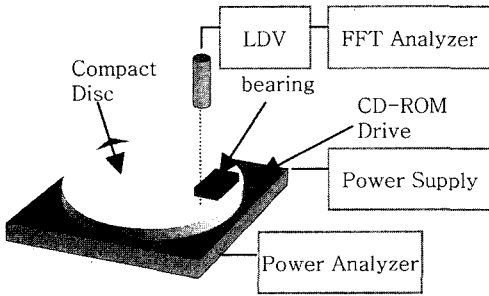 LDV
FFT Analyzer
Compact
Disc
bearing
CD-ROM
Drive
Power Supply
Power Analyzer